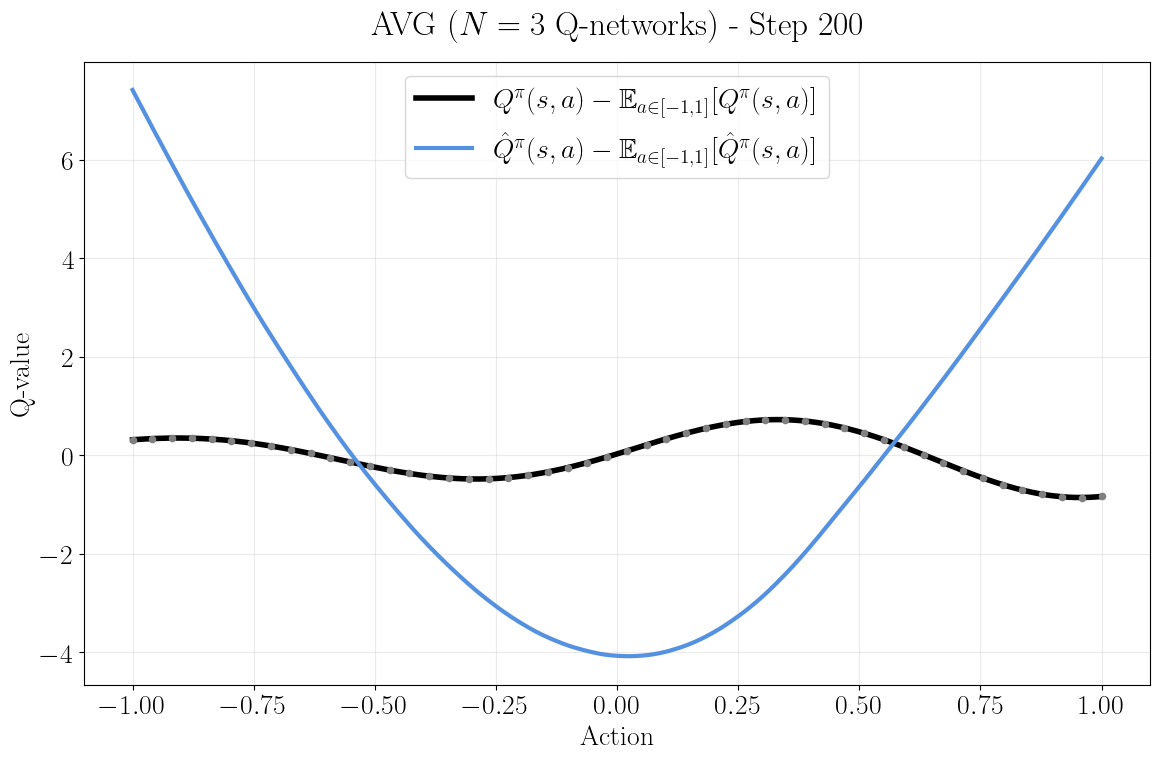 AVG (N = 3 Q-networks) - Step 200
Q^π(s, a) − 𝔼_{a∈[−1,1]}[Q^π(s, a)]
Q̂^π(s, a) − 𝔼_{a∈[−1,1]}[Q̂^π(s, a)]
Q-value
6
4
2
0
−2
−4
−1.00 −0.75 −0.50 −0.25 0.00 0.25 0.50 0.75 1.00
Action